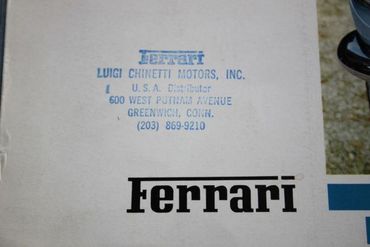 Ferrari
LUIGI CHINETTI MOTORS, INC.
U.S.A. Distributor
600 WEST PUTNAM AVENUE
GREENWICH, CONN.
(203) 869-9210
Ferrari